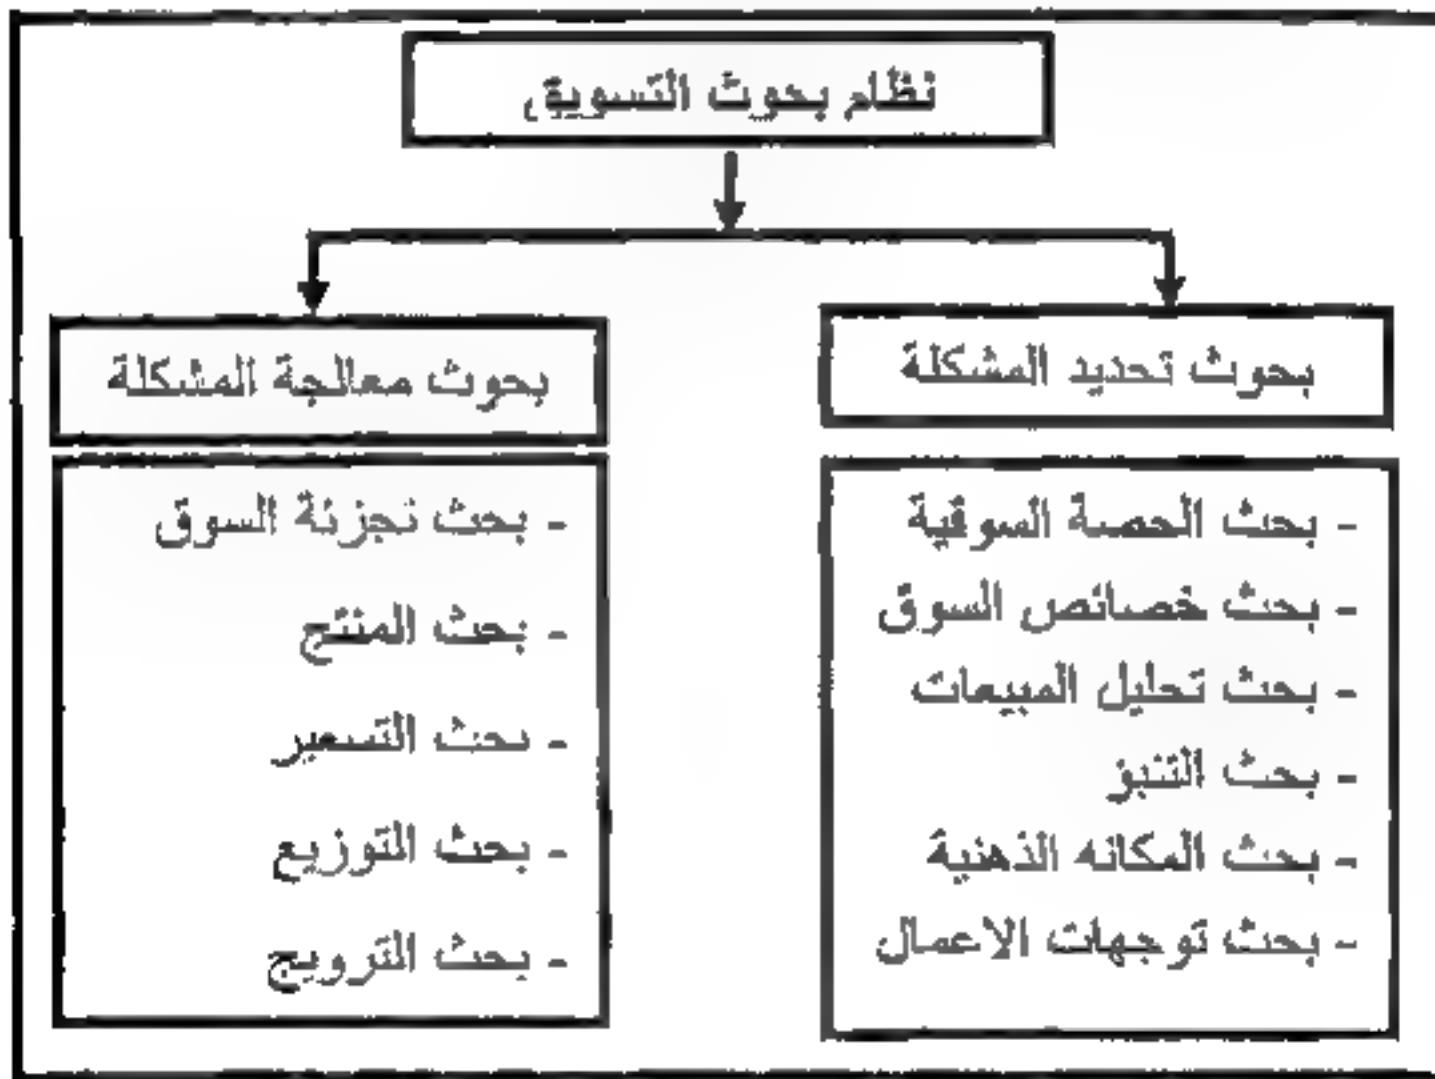 نظام بحوث التسويق
بحوث تحديد المشكلة
- بحث الحصة السوقية
- بحث خصائص السوق
- بحث تحليل المبيعات
- بحث التنبؤ
- بحث المكانه الذهنية
- بحث توجهات الاعمال
بحوث معالجة المشكلة
- بحث تجزئة السوق
- بحث المنتج
- بحث التسعير
- بحث التوزيع
- بحث الترويج